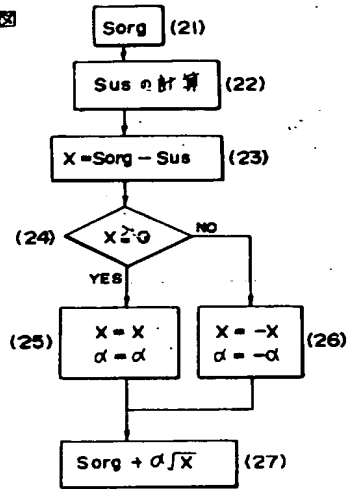 図
Sorg (21)
Sus の計算 (22)
X=Sorg-Sus (23)
(24) X≧0 NO
YES
(25) X = X
α = α
X = -X (26)
α = -α
Sorg + α√X (27)